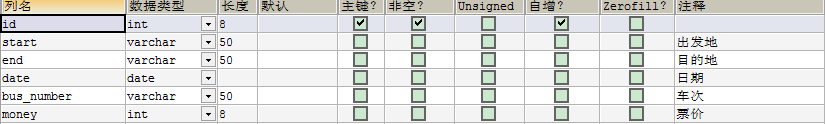 列名 数据类型 长度 默认 主键? 非空? Unsigned 自增? Zerofill? 注释
id int 8
start varchar 50 出发地
end varchar 50 目的地
date date 日期
bus_number varchar 50 车次
money int 8 票价